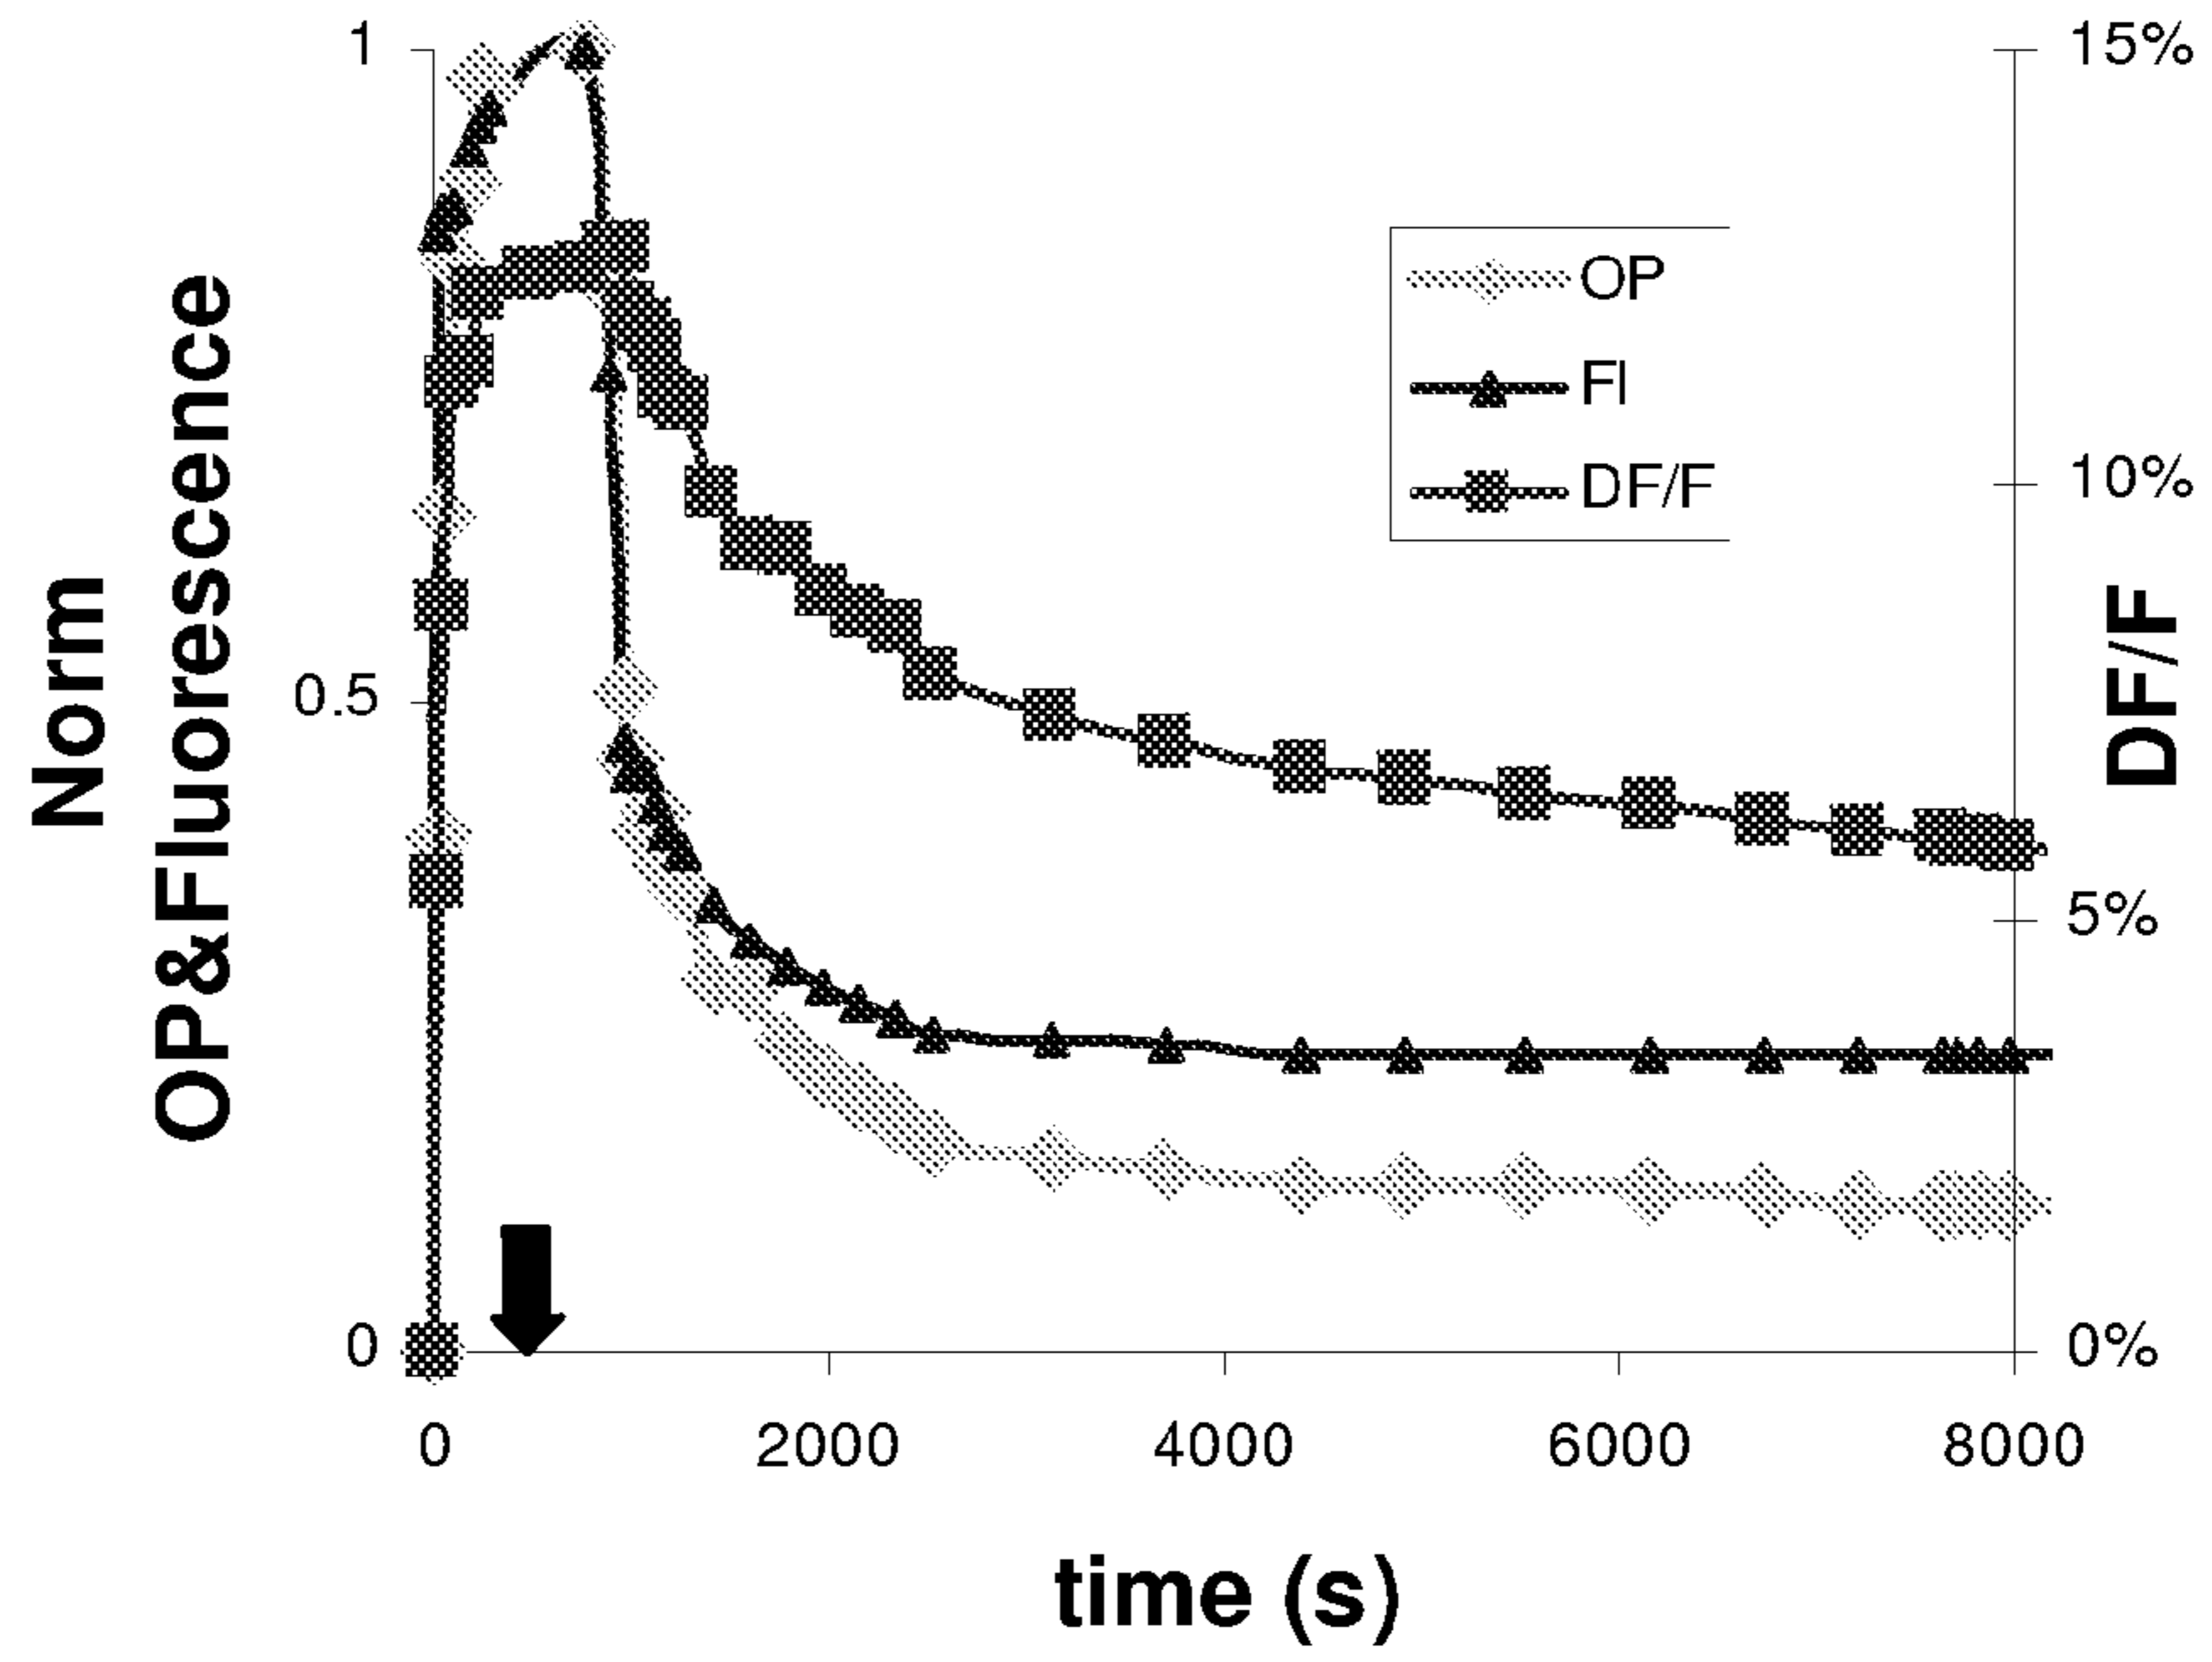 Norm
OP&Fluorescence
1
0.5
0
15%
10%
5%
0%
DF/F
OP
Fl
DF/F
0 2000 4000 6000 8000
time (s)